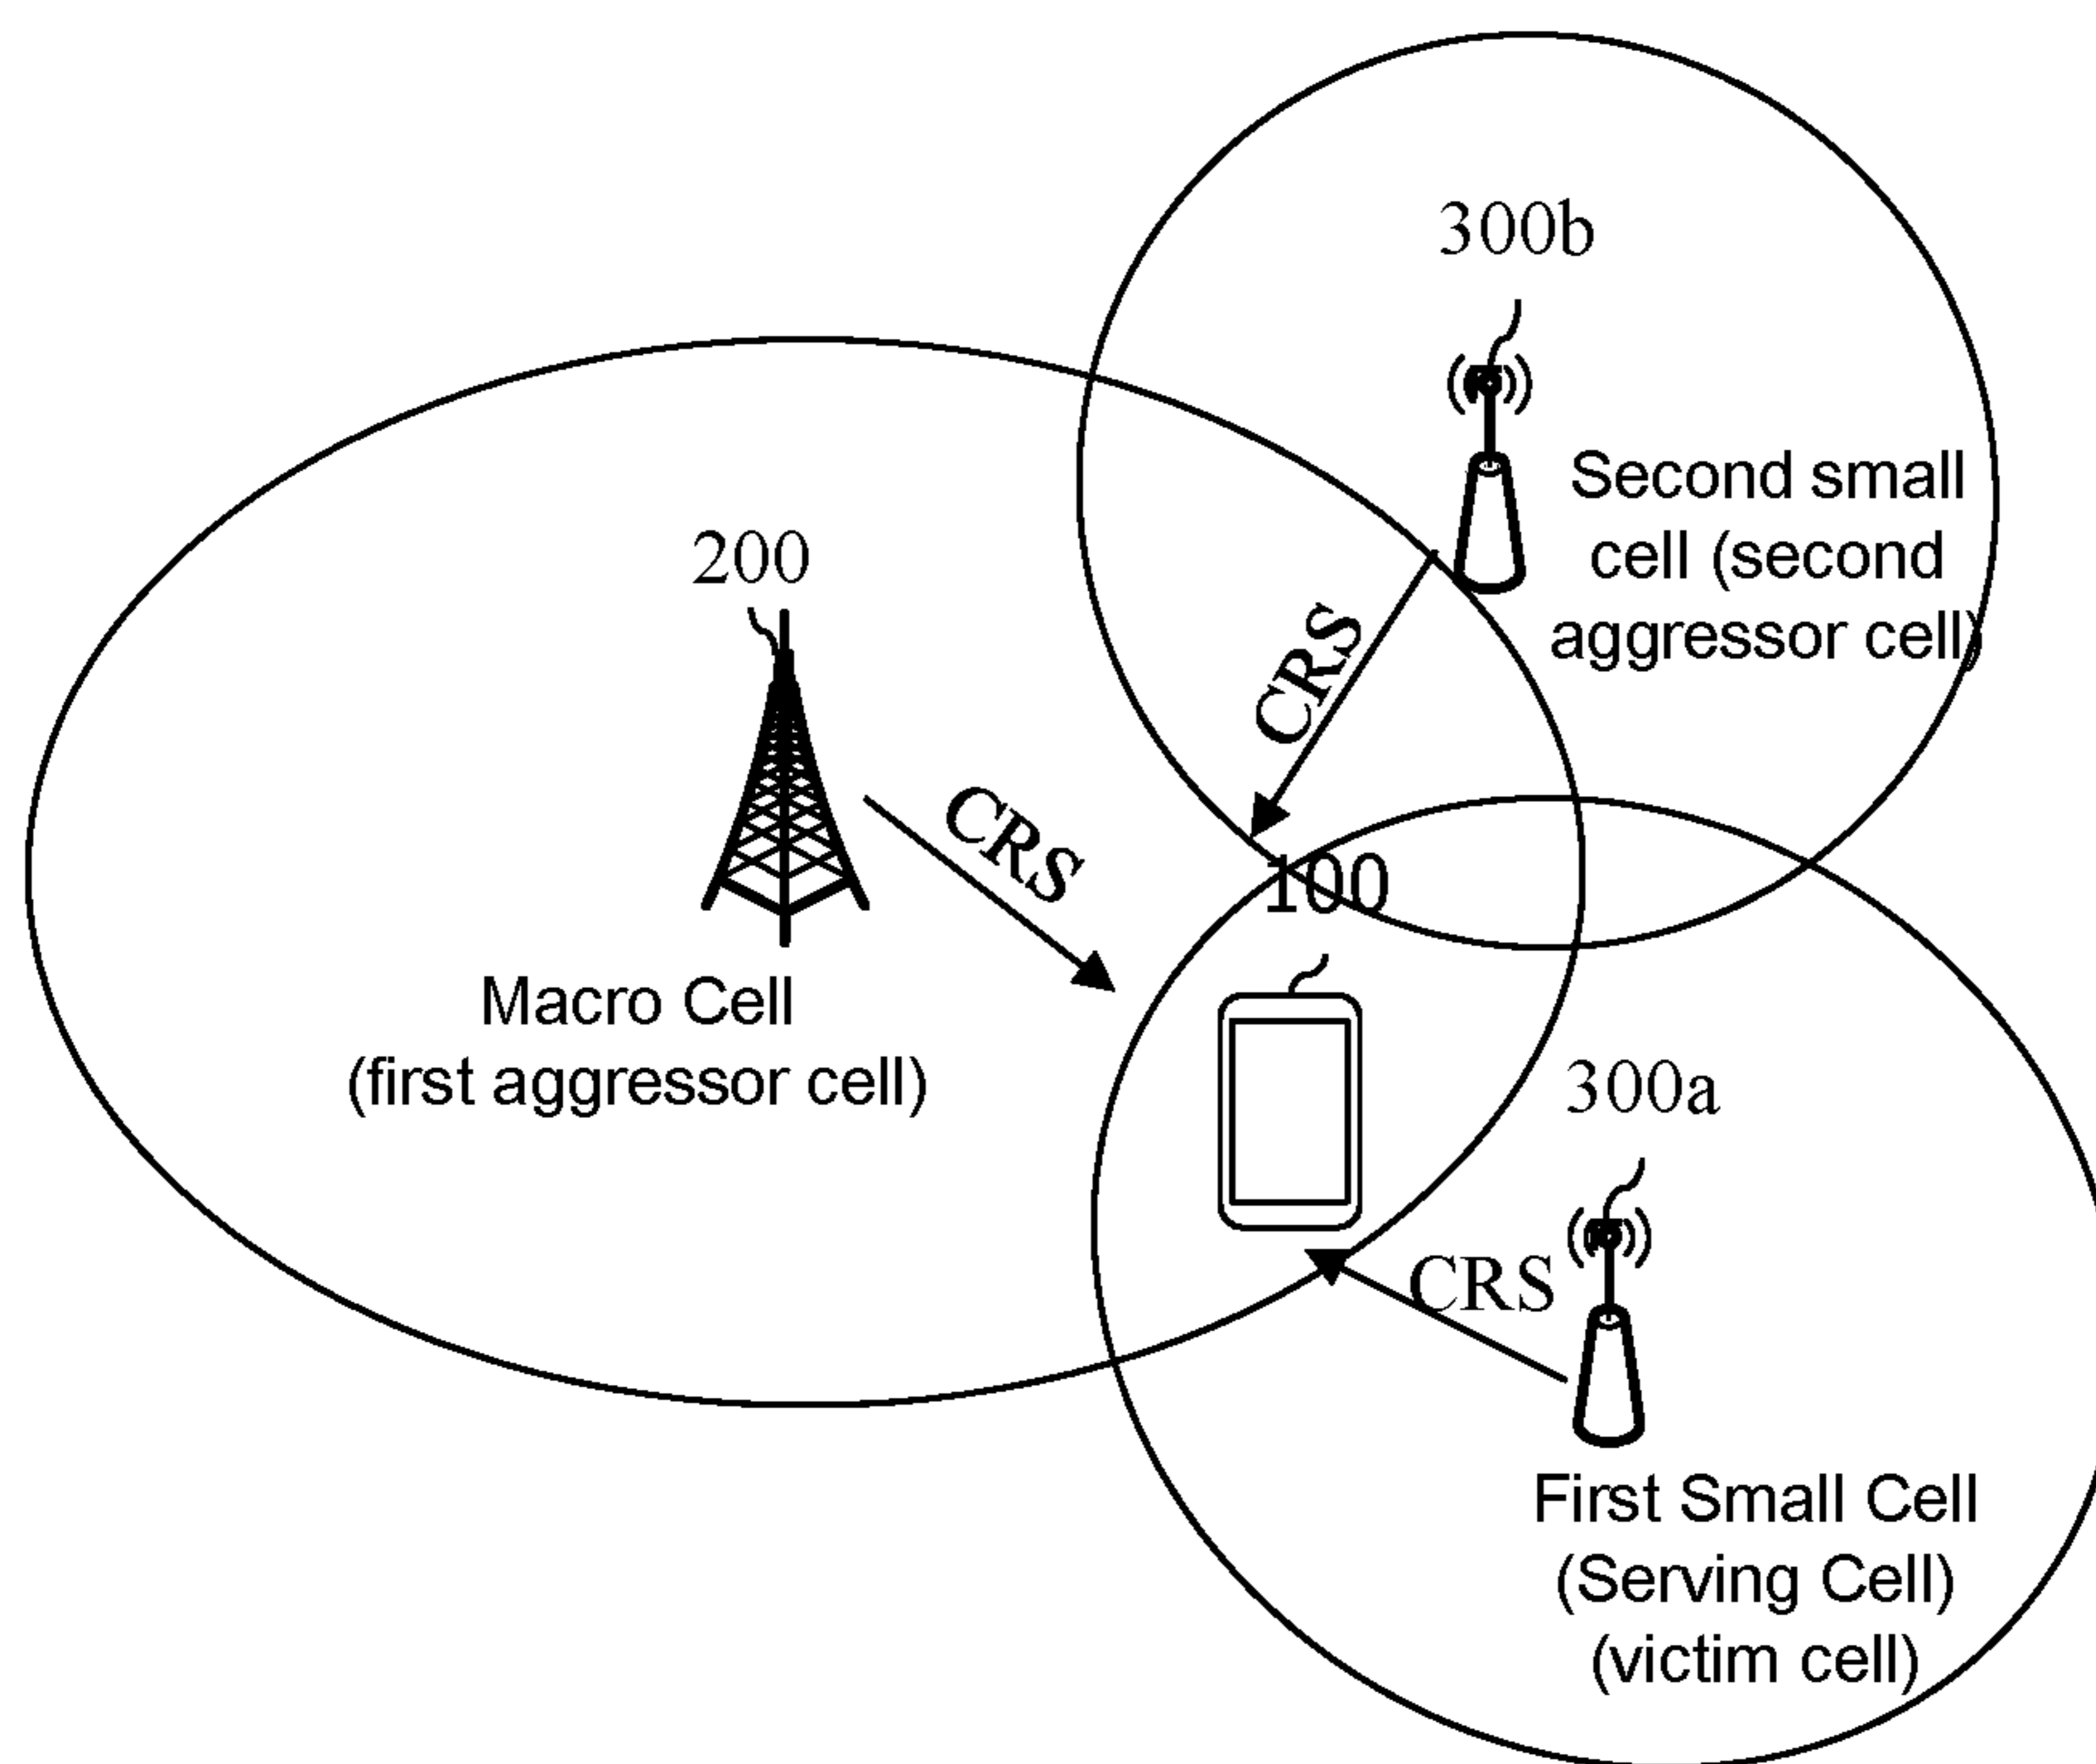 300b
Second small
cell (second
aggressor cell)
200
CRS
CRS
100
Macro Cell
(first aggressor cell)
300a
CRS
First Small Cell
(Serving Cell)
(victim cell)